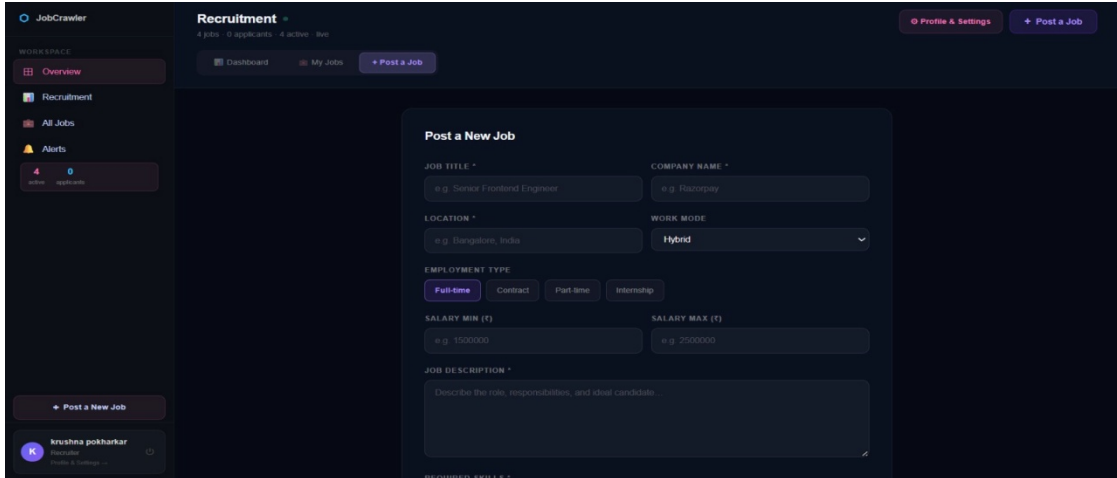 JobCrawler
WORKSPACE
Overview
Recruitment
All Jobs
Alerts
4 0
active applicants
+ Post a New Job
K
krushna pokharkar
Recruiter
Profile & Settings →
Recruitment
4 jobs · 0 applicants · 4 active · live
Profile & Settings
+ Post a Job
Dashboard
My Jobs
+ Post a Job
Post a New Job
JOB TITLE * COMPANY NAME *
e.g. Senior Frontend Engineer e.g. Razorpay
LOCATION * WORK MODE
e.g. Bangalore, India Hybrid
EMPLOYMENT TYPE
Full-time Contract Part-time Internship
SALARY MIN (₹) SALARY MAX (₹)
e.g. 1500000 e.g. 2500000
JOB DESCRIPTION *
Describe the role, responsibilities, and ideal candidate...
REQUIRED SKILLS *